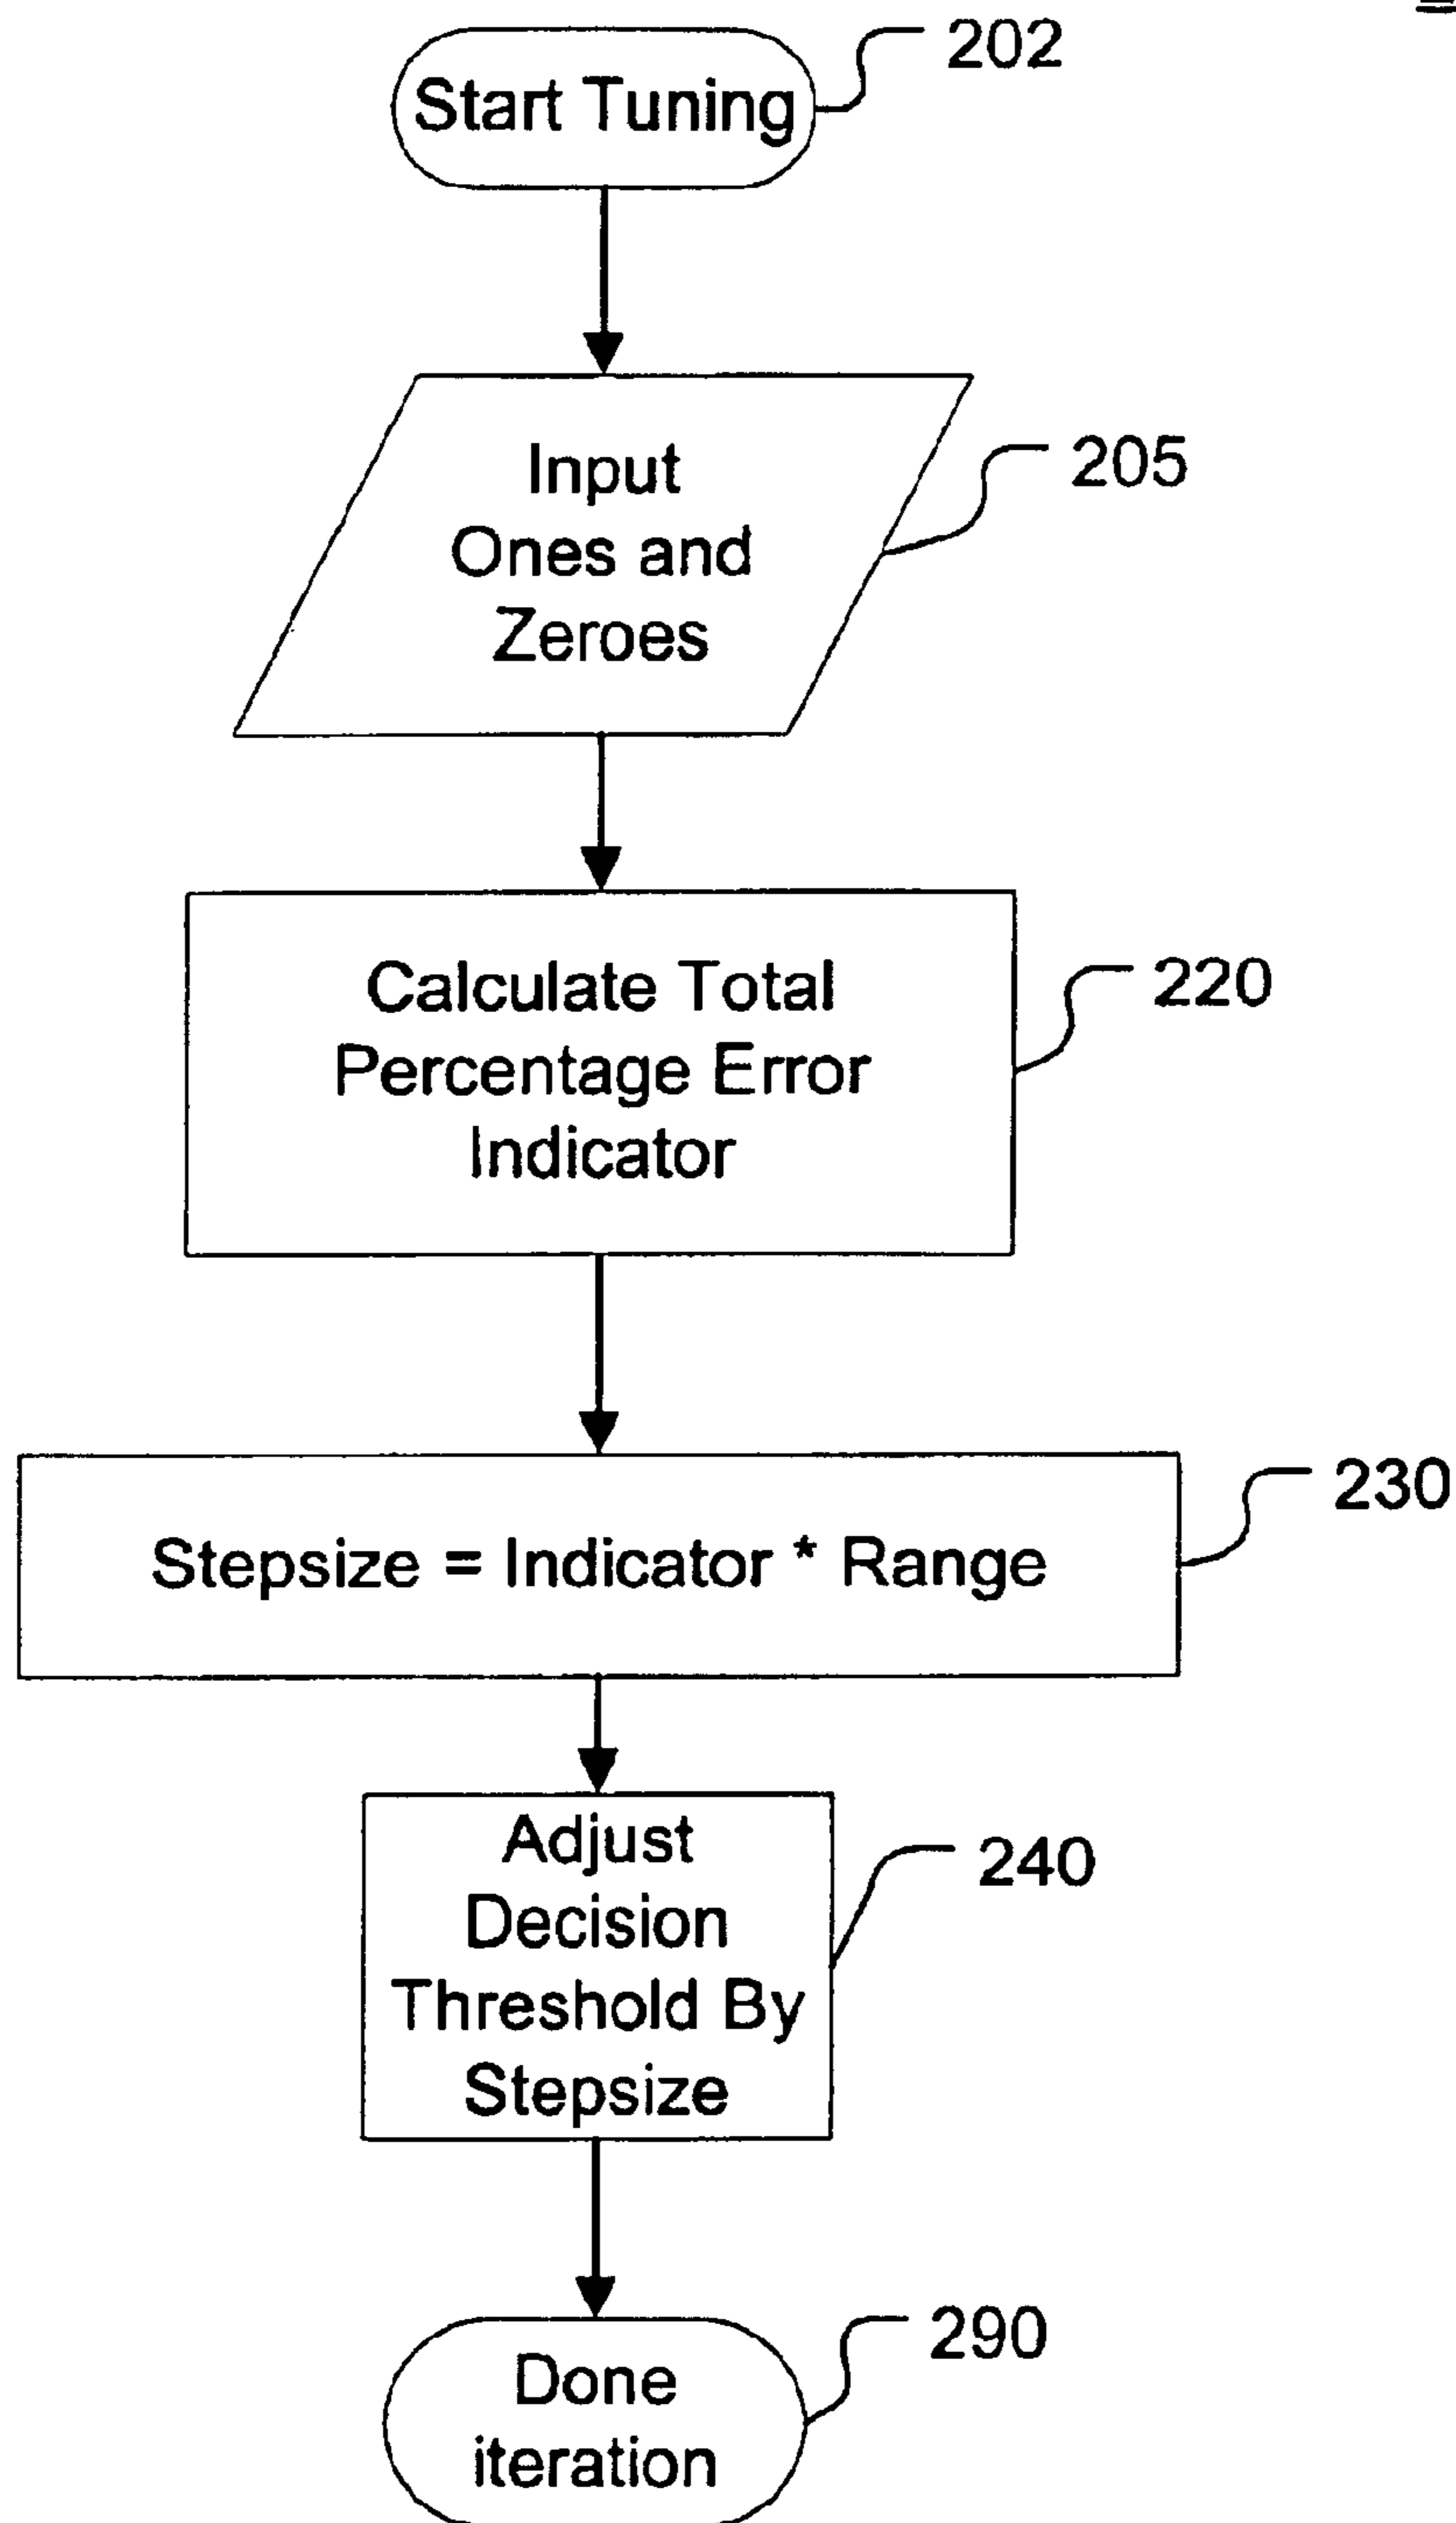 Start Tuning
202
Input
Ones and
Zeroes
205
Calculate Total
Percentage Error
Indicator
220
Stepsize = Indicator * Range
230
Adjust
Decision
Threshold By
Stepsize
240
Done
iteration
290